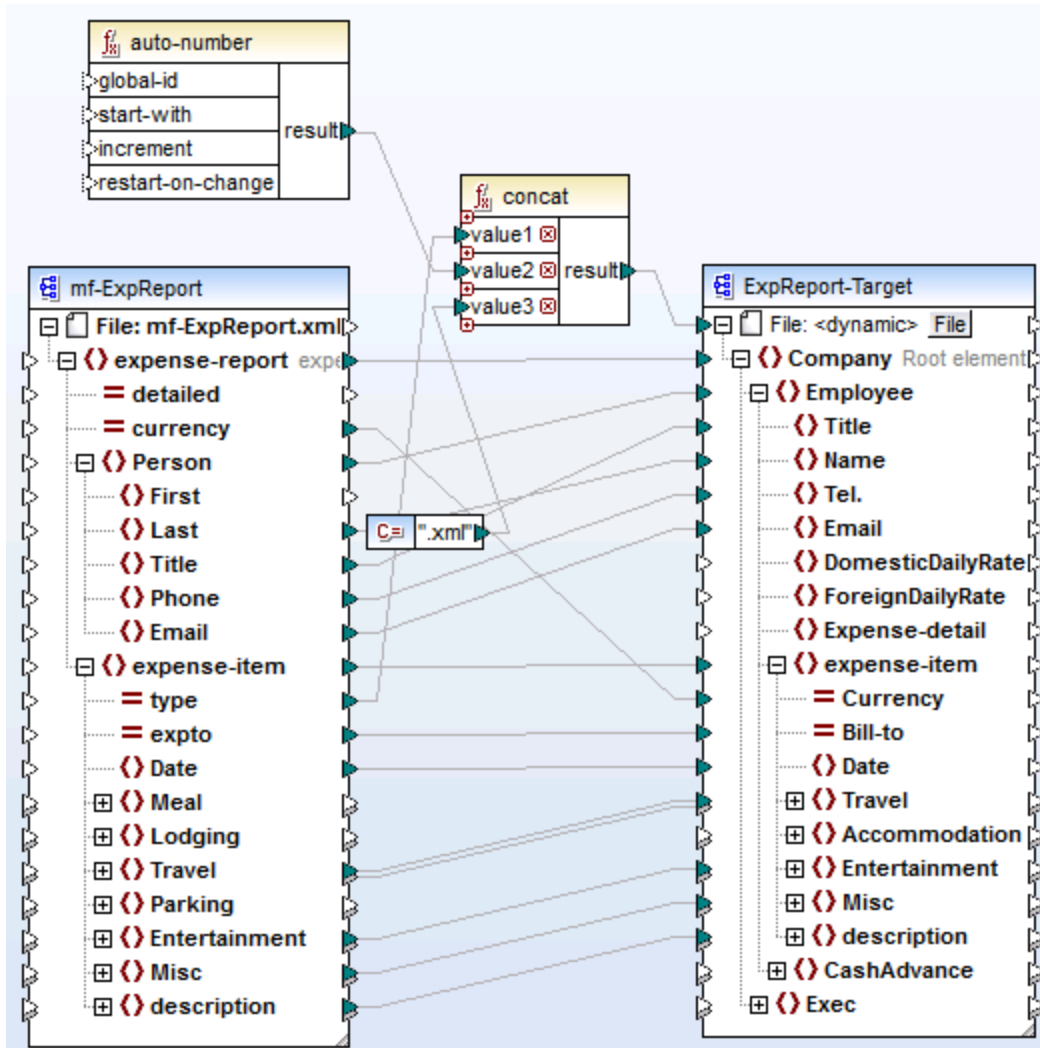 auto-number
global-id
start-with
increment
restart-on-change
result
concat
value1
value2
value3
result
mf-ExpReport
File: mf-ExpReport.xml
expense-report expe
detailed
currency
Person
First
Last
Title
Phone
Email
expense-item
type
expto
Date
Meal
Lodging
Travel
Parking
Entertainment
Misc
description
C= ".xml"
ExpReport-Target
File: <dynamic> File
Company Root element
Employee
Title
Name
Tel.
Email
DomesticDailyRate
ForeignDailyRate
Expense-detail
expense-item
Currency
Bill-to
Date
Travel
Accommodation
Entertainment
Misc
description
CashAdvance
Exec